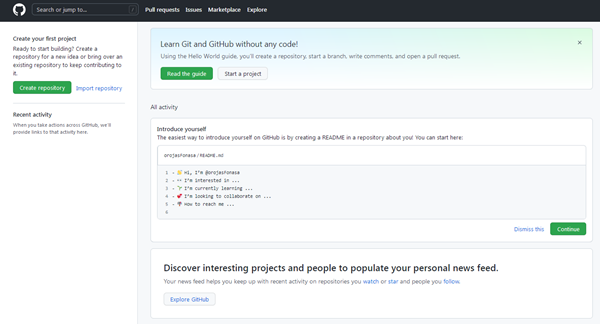 Search or jump to... /
Pull requests Issues Marketplace Explore
Create your first project
Ready to start building? Create a
repository for a new idea or bring over an
existing repository to keep contributing to
it.
Create repository Import repository
Recent activity
When you take actions across GitHub, we'll
provide links to that activity here.
Learn Git and GitHub without any code!
Using the Hello World guide, you'll create a repository, start a branch, write comments, and open a pull request.
Read the guide Start a project
All activity
Introduce yourself
The easiest way to introduce yourself on GitHub is by creating a README in a repository about you! You can start here:
orojasfonasa/README.md
1 - 👋 Hi, I'm @orojasfonasa
2 - 👀 I'm interested in ...
3 - 🌱 I'm currently learning ...
4 - 💞️ I'm looking to collaborate on ...
5 - 📫 How to reach me ...
6
Dismiss this Continue
Discover interesting projects and people to populate your personal news feed.
Your news feed helps you keep up with recent activity on repositories you watch or star and people you follow.
Explore GitHub